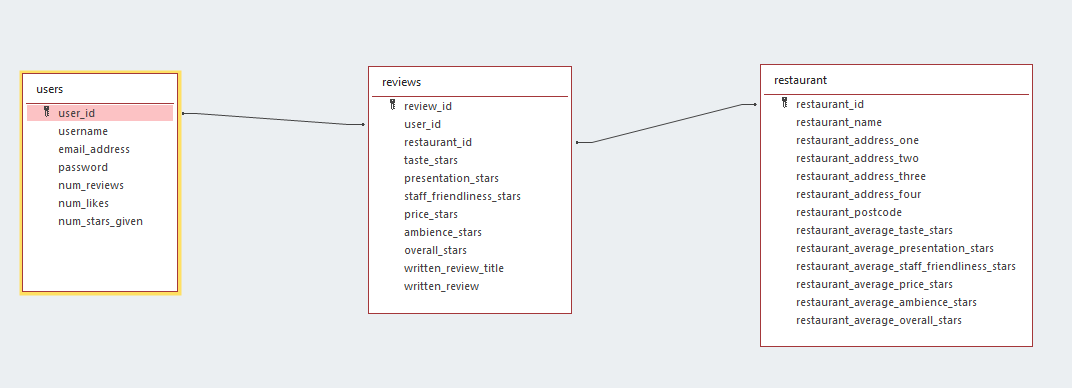 users
user_id
username
email_address
password
num_reviews
num_likes
num_stars_given
reviews
review_id
user_id
restaurant_id
taste_stars
presentation_stars
staff_friendliness_stars
price_stars
ambience_stars
overall_stars
written_review_title
written_review
restaurant
restaurant_id
restaurant_name
restaurant_address_one
restaurant_address_two
restaurant_address_three
restaurant_address_four
restaurant_postcode
restaurant_average_taste_stars
restaurant_average_presentation_stars
restaurant_average_staff_friendliness_stars
restaurant_average_price_stars
restaurant_average_ambience_stars
restaurant_average_overall_stars